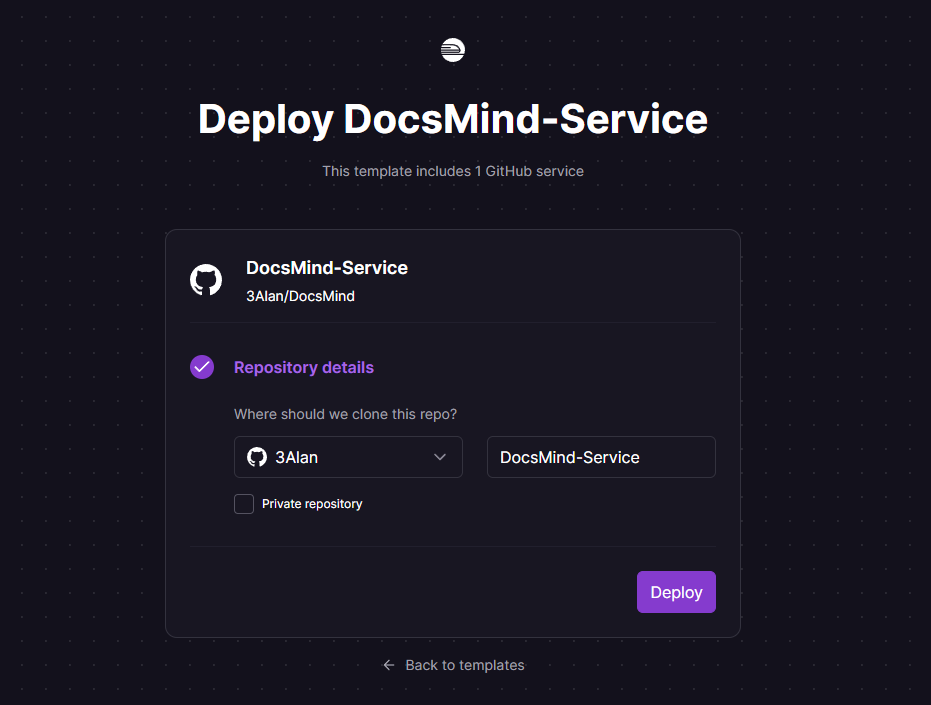 Deploy DocsMind-Service
This template includes 1 GitHub service
DocsMind-Service
3Alan/DocsMind
Repository details
Where should we clone this repo?
3Alan
DocsMind-Service
Private repository
Deploy
Back to templates